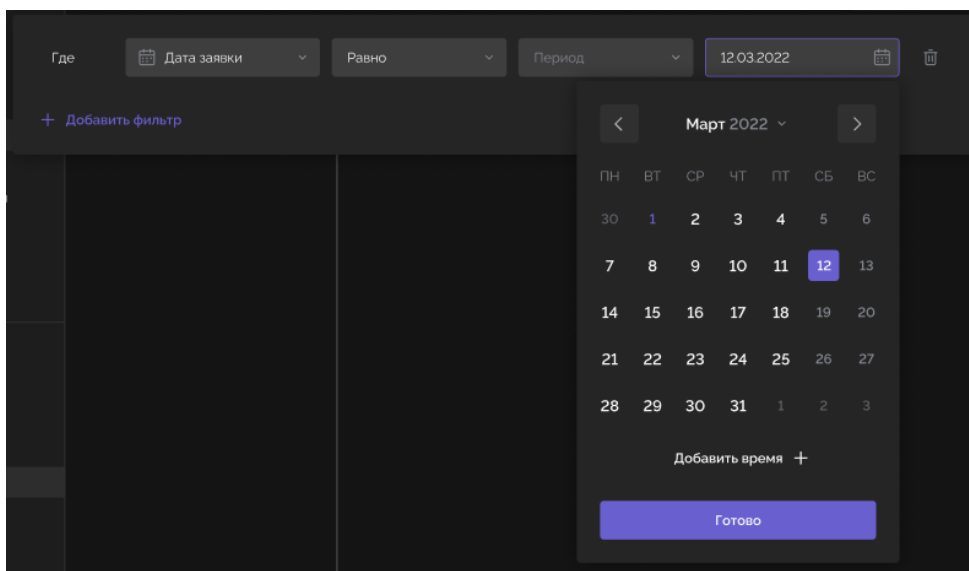 Где Дата заявки Равно Период 12.03.2022
Добавить фильтр
Март 2022
ПН ВТ СР ЧТ ПТ СБ ВС
30 1 2 3 4 5 6
7 8 9 10 11 12 13
14 15 16 17 18 19 20
21 22 23 24 25 26 27
28 29 30 31 1 2 3
Добавить время
Готово